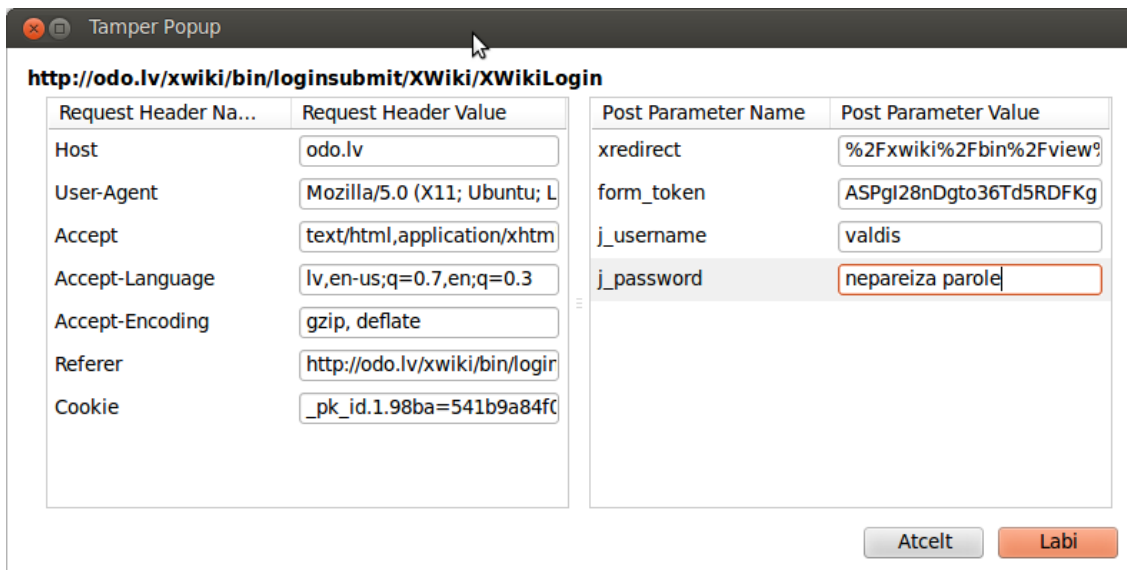 Tamper Popup
http://odo.lv/xwiki/bin/loginsubmit/XWiki/XWikiLogin
Request Header Na... Request Header Value Post Parameter Name Post Parameter Value
Host odo.lv xredirect %2Fxwiki%2Fbin%2Fview%
User-Agent Mozilla/5.0 (X11; Ubuntu; L form_token ASPgI28nDgto36Td5RDFKg
Accept text/html,application/xhtm j_username valdis
Accept-Language lv,en-us;q=0.7,en;q=0.3 j_password nepareiza parole
Accept-Encoding gzip, deflate
Referer http://odo.lv/xwiki/bin/login
Cookie _pk_id.1.98ba=541b9a84f0
Atcelt Labi